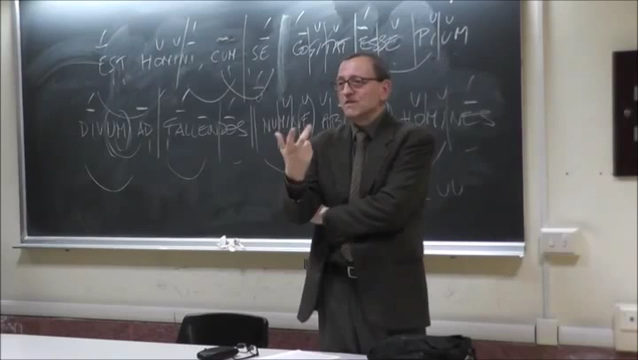 EST HOMINI, CUM SE COGITAT ESSE PIUM
DIVUM AD FALLENDOS NUMINE HOMINES